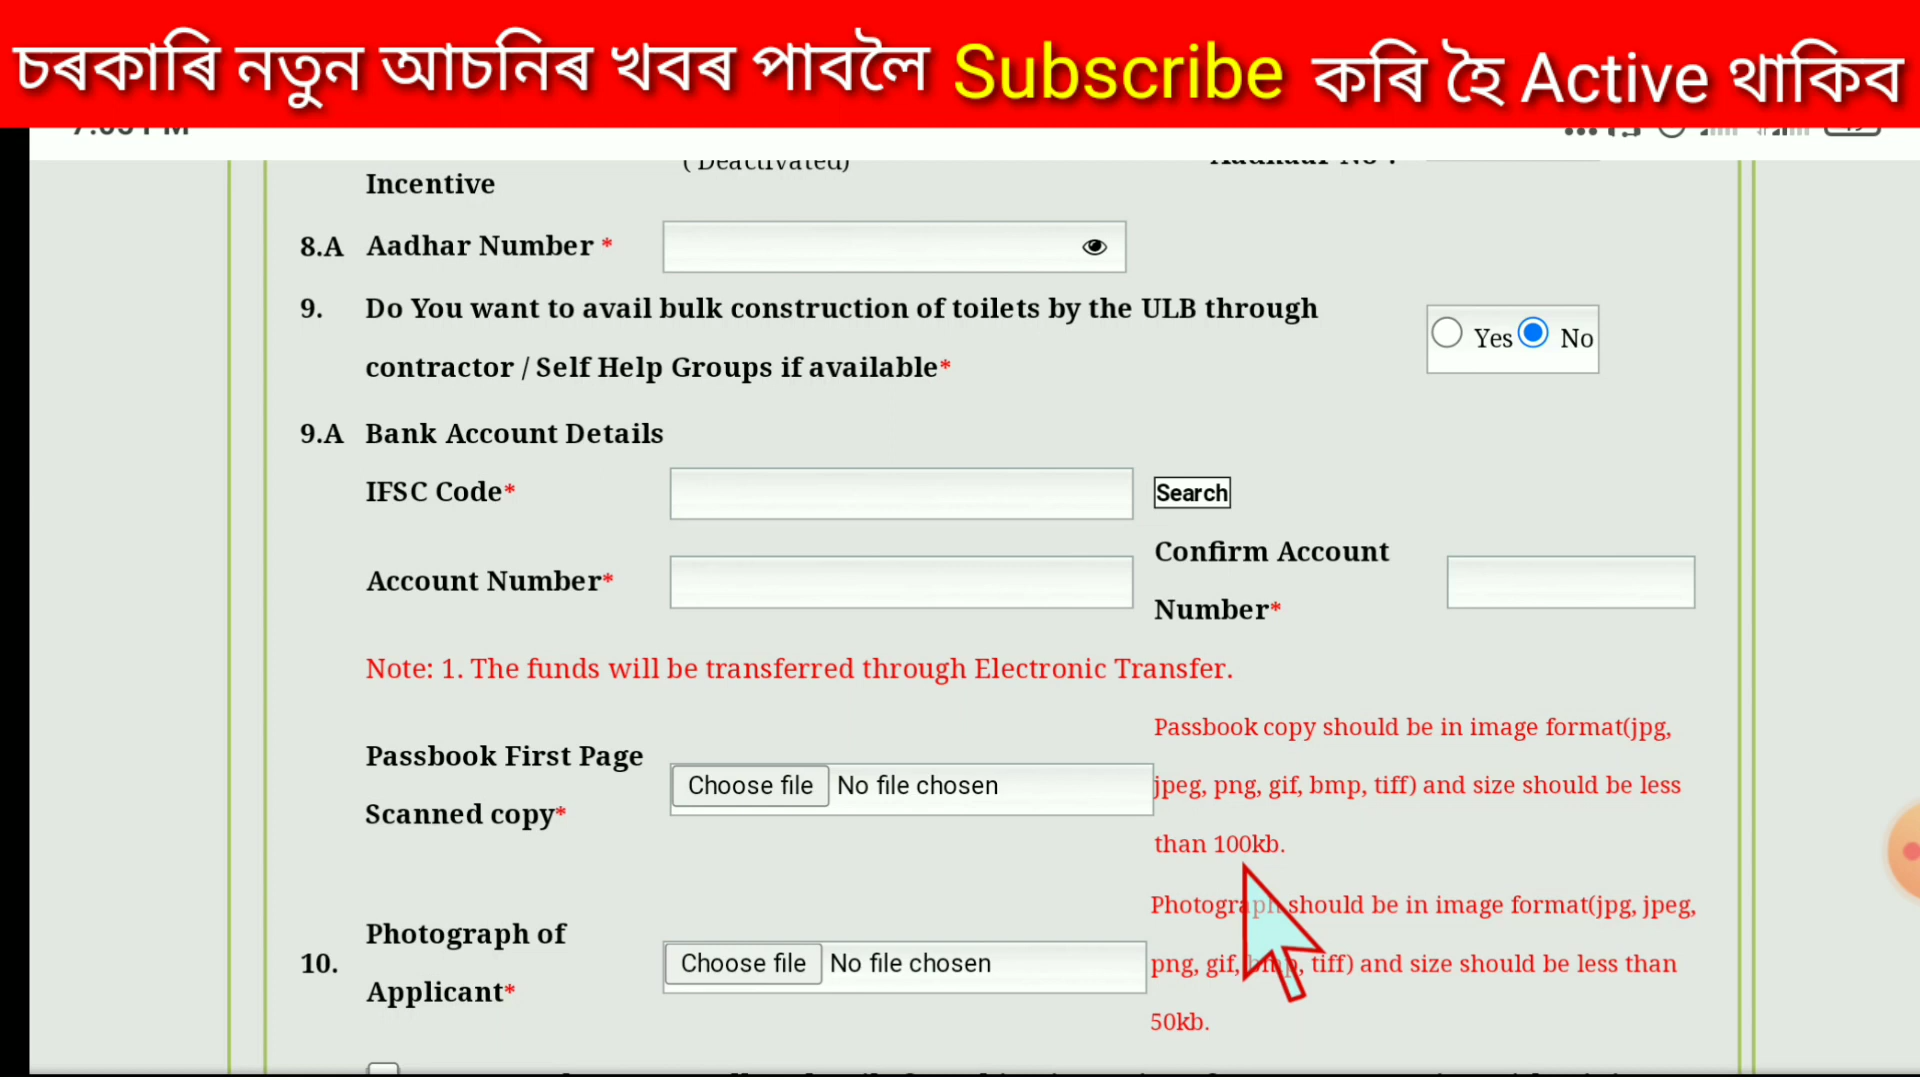 চৰকাৰি নতুন আচনিৰ খবৰ পাবলৈ Subscribe কৰি হৈ Active থাকিব
(Deactivated)
Incentive
8.A Aadhar Number *
9. Do You want to avail bulk construction of toilets by the ULB through
contractor / Self Help Groups if available*
Yes No
9.A Bank Account Details
IFSC Code* Search
Account Number* Confirm Account
Number*
Note: 1. The funds will be transferred through Electronic Transfer.
Passbook First Page
Scanned copy*
Choose file No file chosen
Passbook copy should be in image format(jpg,
jpeg, png, gif, bmp, tiff) and size should be less
than 100kb.
10. Photograph of
Applicant*
Choose file No file chosen
Photograph should be in image format(jpg, jpeg,
png, gif, bmp, tiff) and size should be less than
50kb.